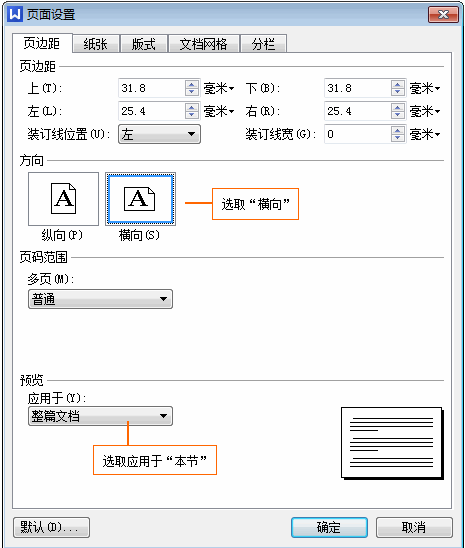 页面设置
页边距 纸张 版式 文档网格 分栏
页边距
上(T): 31.8 毫米 下(B): 31.8 毫米
左(L): 25.4 毫米 右(R): 25.4 毫米
装订线位置(U): 左 装订线宽(G): 0 毫米
方向
A A
选取“横向”
纵向(P) 横向(S)
页码范围
多页(M):
普通
预览
应用于(Y):
整篇文档
选取应用于“本节”
默认(D)... 确定 取消